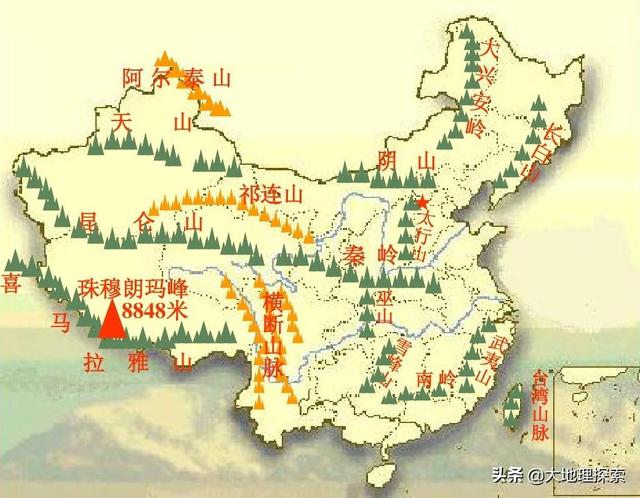 阿尔泰山
天山
大兴安岭
长白山
阴山
祁连山
昆仑山
太行山
秦岭
喜马拉雅山
珠穆朗玛峰
8848米
横断山脉
巫山
雪峰山
武夷山
南岭
台湾山脉
头条 @大地理探索